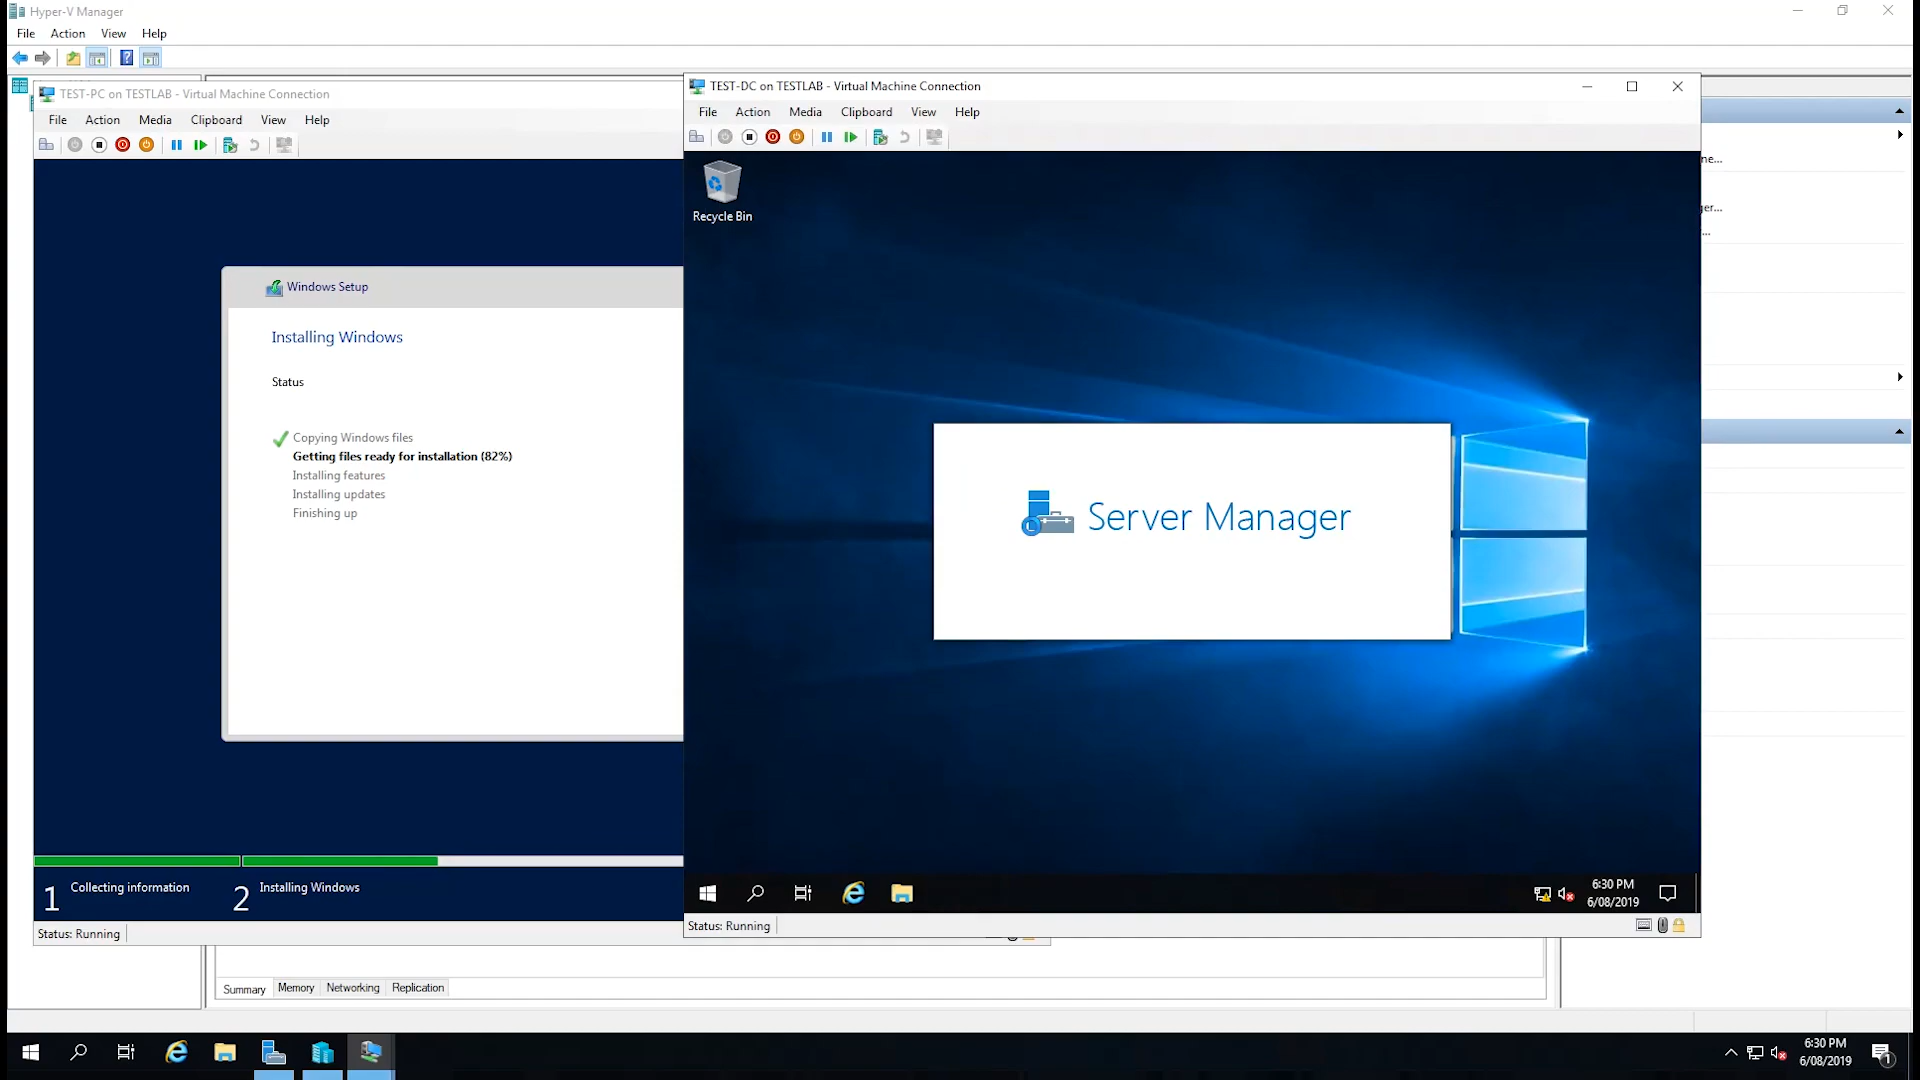 Hyper-V Manager
File Action View Help
TEST-PC on TESTLAB - Virtual Machine Connection
File Action Media Clipboard View Help
Windows Setup
Installing Windows
Status
Copying Windows files
Getting files ready for installation (82%)
Installing features
Installing updates
Finishing up
1 Collecting information
2 Installing Windows
Status: Running
TEST-DC on TESTLAB - Virtual Machine Connection
File Action Media Clipboard View Help
Recycle Bin
Server Manager
6:30 PM
6/08/2019
Status: Running
ne...
ger...
...
Summary Memory Networking Replication
6:30 PM
6/08/2019
1